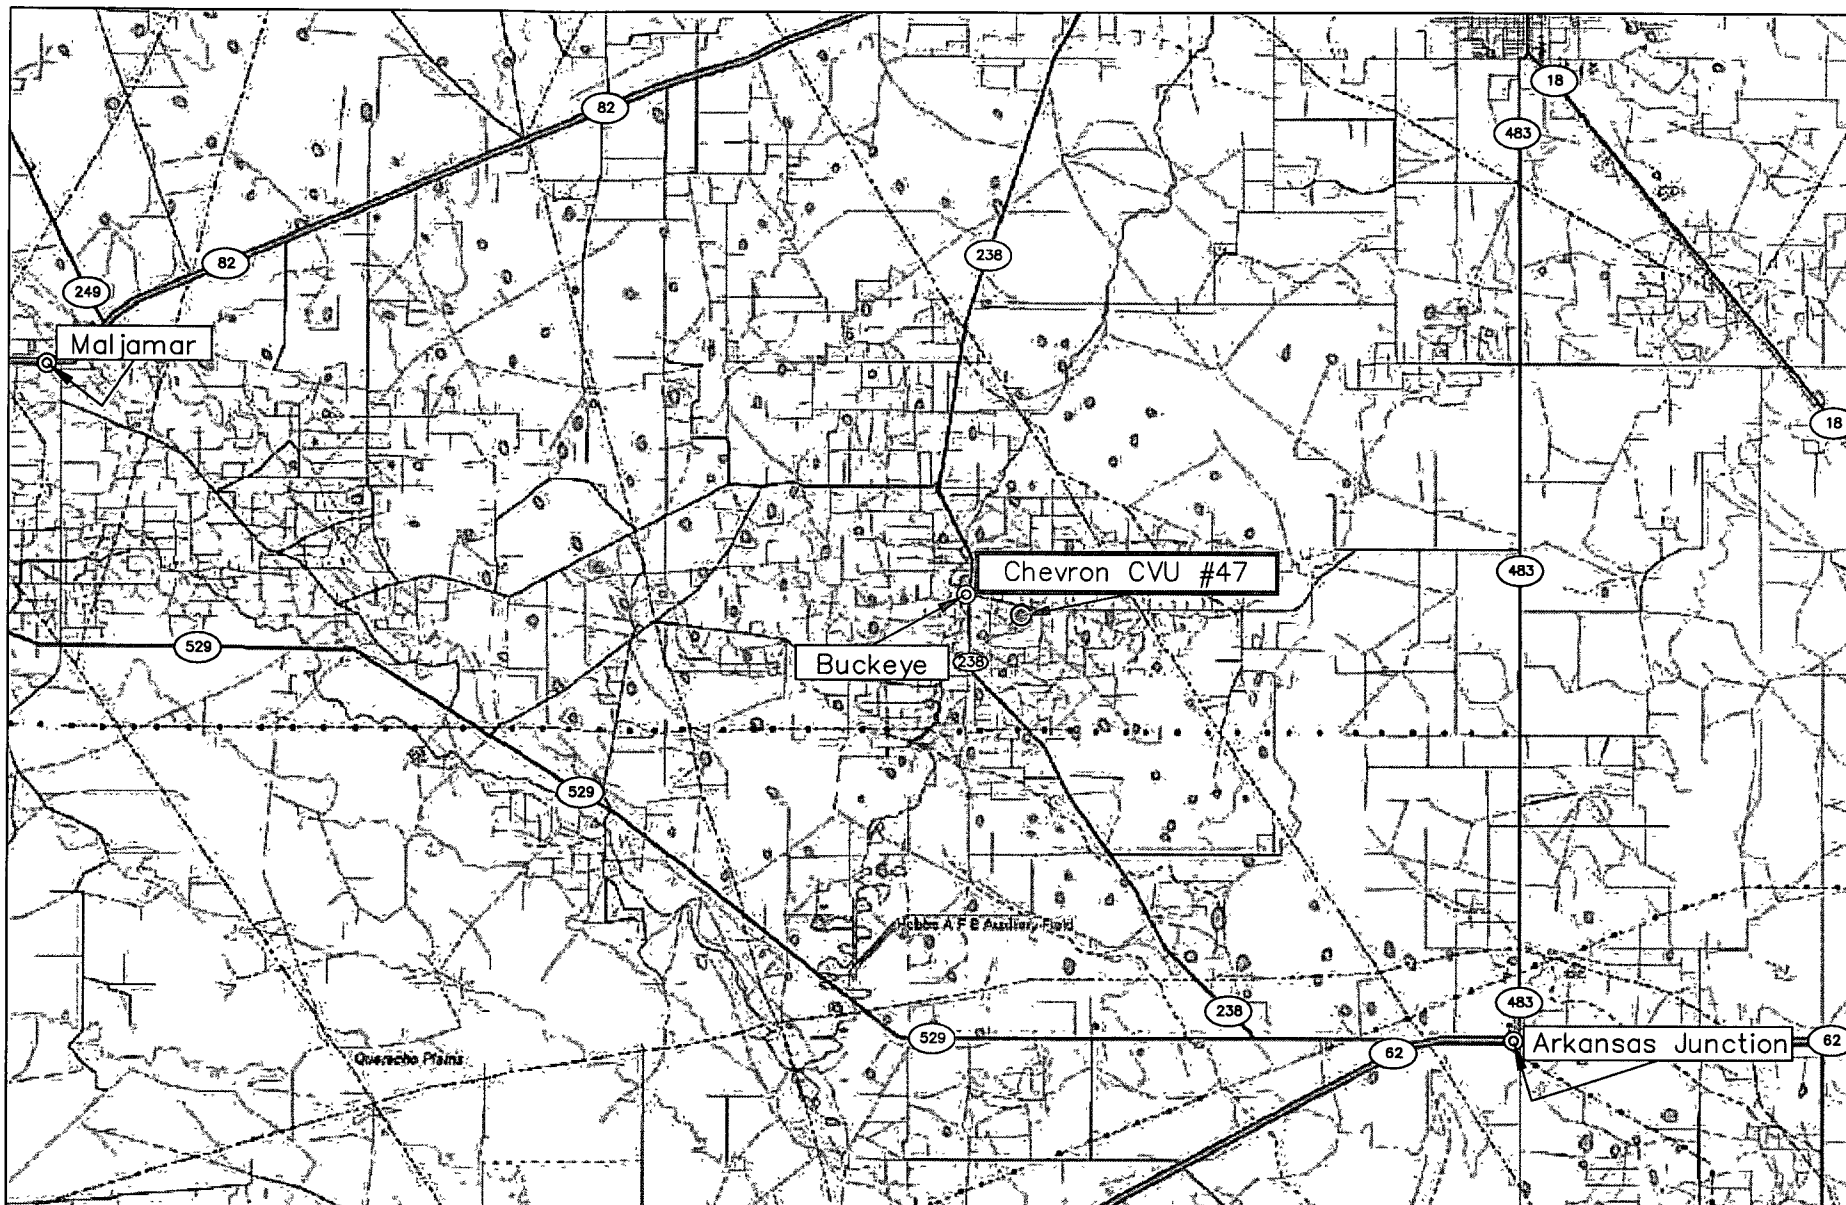 18
82
483
238
82
249
Maljamar
18
Chevron CVU #47
483
529
Buckeye
238
529
Hobbs A F B Auxiliary Field
483
238
529
62
Arkansas Junction
62
Querecho Plains